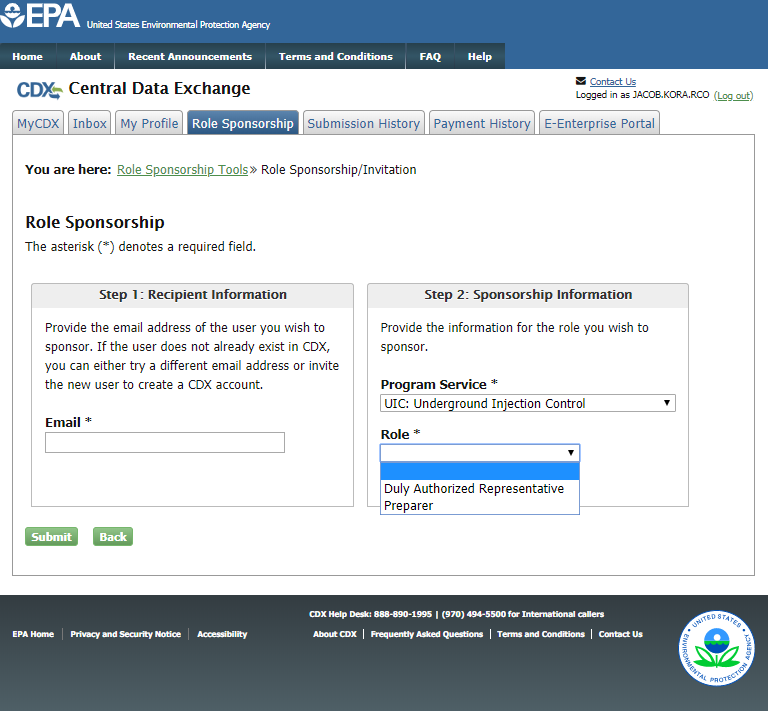 EPA United States Environmental Protection Agency
Home About Recent Announcements Terms and Conditions FAQ Help
CDX Central Data Exchange
Contact Us
Logged in as JACOB.KORA.RCO (Log out)
MyCDX Inbox My Profile Role Sponsorship Submission History Payment History E-Enterprise Portal
You are here: Role Sponsorship Tools» Role Sponsorship/Invitation
Role Sponsorship
The asterisk (*) denotes a required field.
Step 1: Recipient Information
Provide the email address of the user you wish to
sponsor. If the user does not already exist in CDX,
you can either try a different email address or invite
the new user to create a CDX account.
Email *
Step 2: Sponsorship Information
Provide the information for the role you wish to
sponsor.
Program Service *
UIC: Underground Injection Control
Role *
Duly Authorized Representative
Preparer
Submit Back
CDX Help Desk: 888-890-1995 | (970) 494-5500 for International callers
EPA Home Privacy and Security Notice Accessibility About CDX Frequently Asked Questions Terms and Conditions Contact Us
UNITED STATES
ENVIRONMENTAL PROTECTION AGENCY